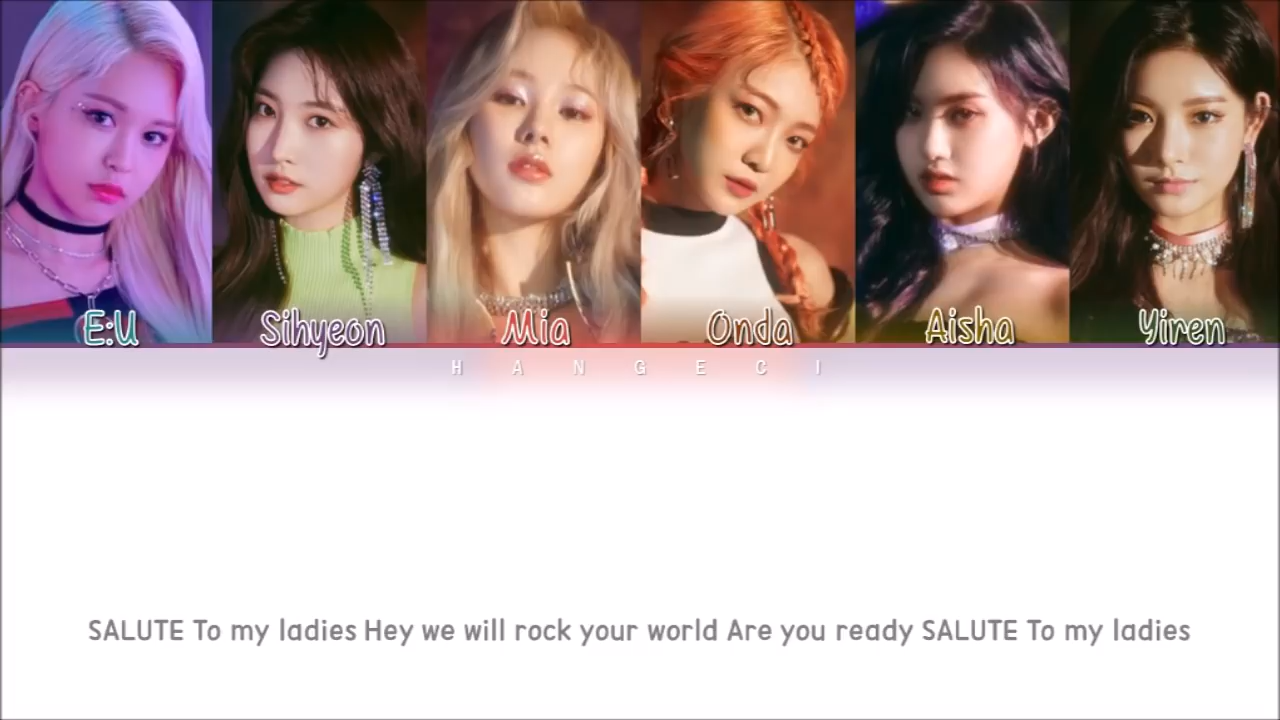 E:U Sihyeon Mia Onda Aisha Yiren
HANGECI
SALUTE To my ladies Hey we will rock your world Are you ready SALUTE To my ladies